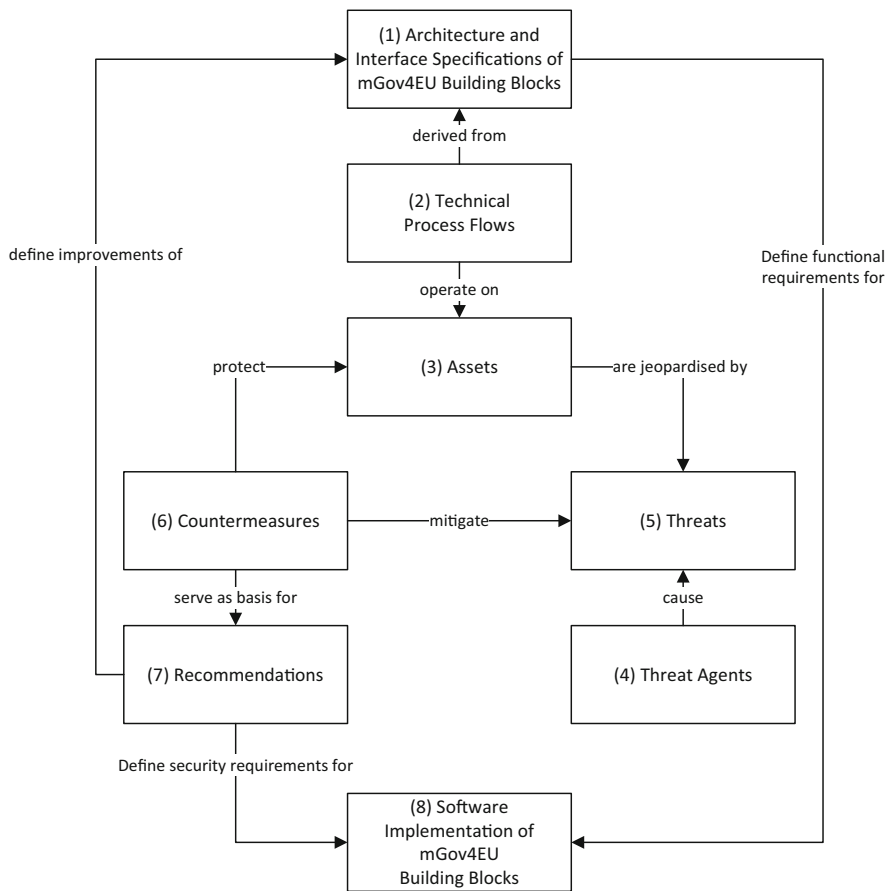 (1) Architecture and
Interface Specifications of
mGov4EU Building Blocks
derived from
(2) Technical
Process Flows
define improvements of
Define functional
requirements for
operate on
protect
(3) Assets
are jeopardised by
(6) Countermeasures
mitigate
(5) Threats
serve as basis for
cause
(7) Recommendations
(4) Threat Agents
Define security requirements for
(8) Software
Implementation of
mGov4EU
Building Blocks